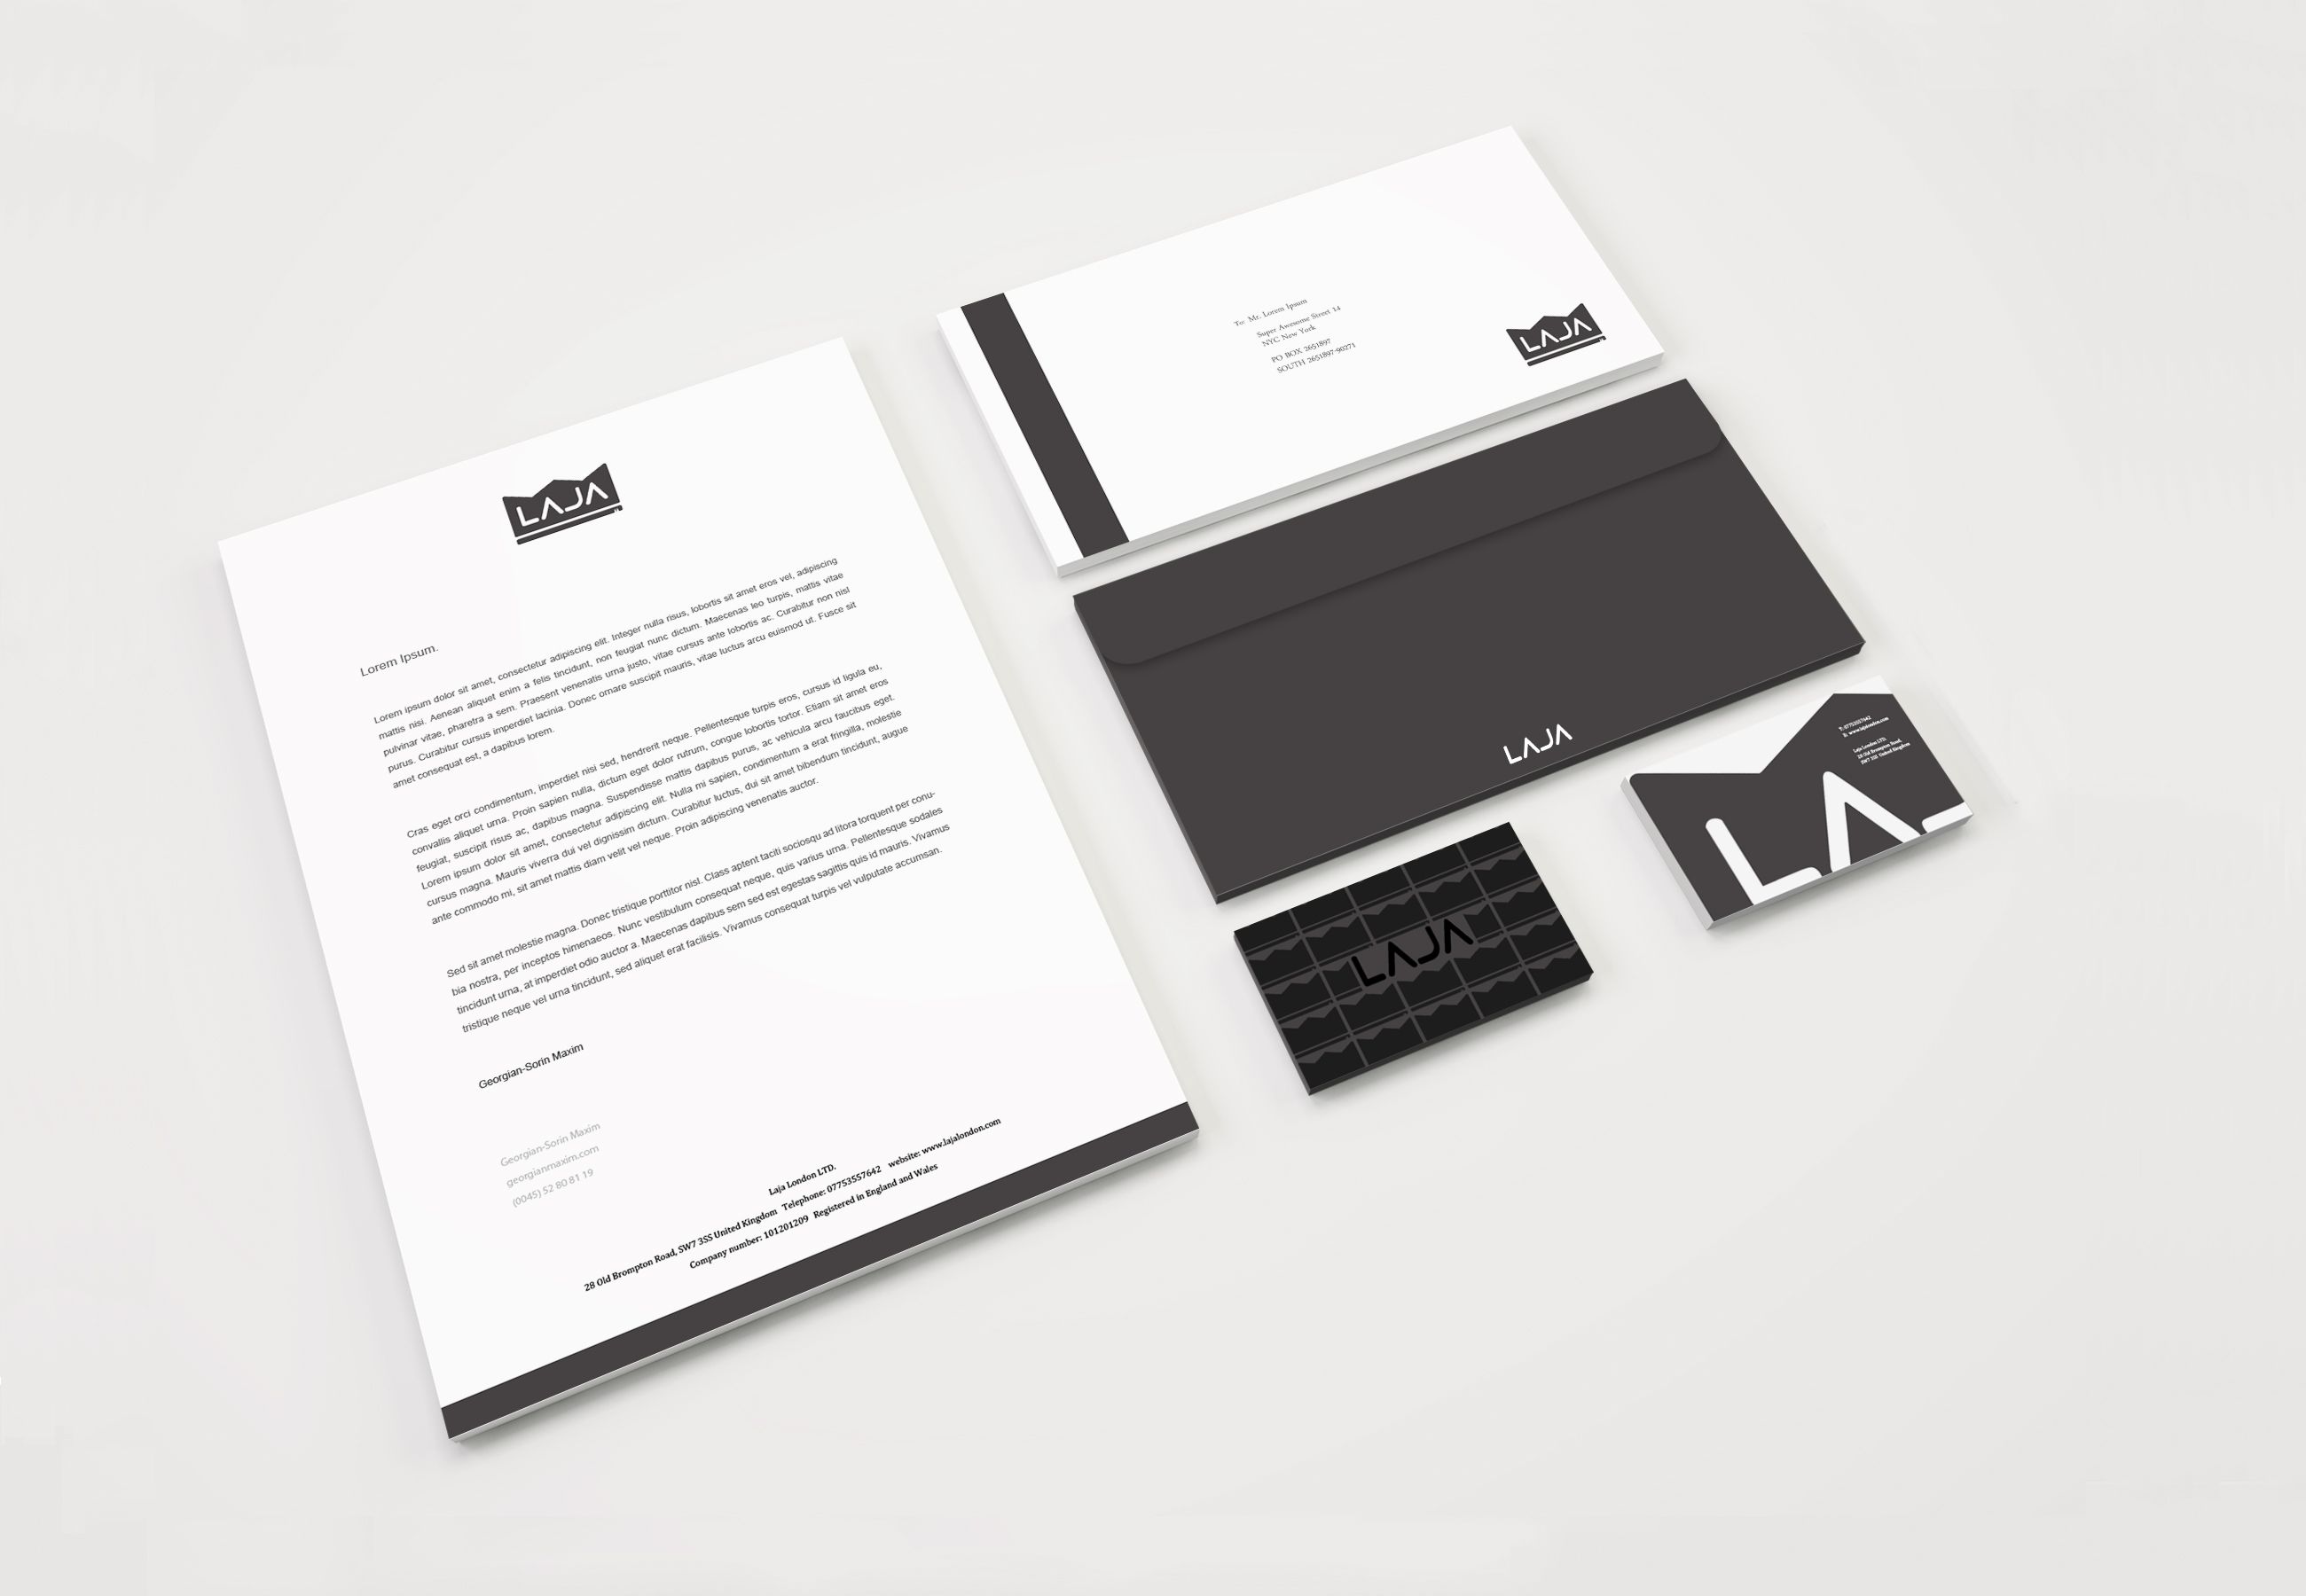 LAJA
Lorem Ipsum.
Lorem ipsum dolor sit amet, consectetur adipiscing elit. Integer nulla risus, lobortis sit amet eros vel, adipiscing
mattis nisi. Aenean aliquet enim a felis tincidunt, non feugiat nunc dictum. Maecenas leo turpis, mattis vitae
pulvinar vitae, pharetra a sem. Praesent venenatis urna justo, vitae cursus ante lobortis ac. Curabitur non nisl
purus. Curabitur cursus imperdiet lacinia. Donec ornare suscipit mauris, vitae luctus arcu euismod ut. Fusce sit
amet consequat est, a dapibus lorem.
Cras eget orci condimentum, imperdiet nisi sed, hendrerit neque. Pellentesque turpis eros, cursus id ligula eu,
convallis aliquet urna. Proin sapien nulla, dictum eget dolor rutrum, congue lobortis tortor. Etiam sit amet eros
feugiat, suscipit risus ac, dapibus magna. Suspendisse mattis dapibus purus, ac vehicula arcu faucibus eget.
Lorem ipsum dolor sit amet, consectetur adipiscing elit. Nulla mi sapien, condimentum a erat fringilla, molestie
cursus magna. Mauris viverra dui vel dignissim dictum. Curabitur luctus, dui sit amet bibendum tincidunt, augue
ante commodo mi, sit amet mattis diam velit vel neque. Proin adipiscing venenatis auctor.
Sed sit amet molestie magna. Donec tristique porttitor nisl. Class aptent taciti sociosqu ad litora torquent per conu-
bia nostra, per inceptos himenaeos. Nunc vestibulum consequat neque, quis varius urna. Pellentesque sodales
tincidunt urna, at imperdiet odio auctor a. Maecenas dapibus sem sed est egestas sagittis quis id mauris. Vivamus
tristique neque vel urna tincidunt, sed aliquet erat facilisis. Vivamus consequat turpis vel vulputate accumsan.
Georgian-Sorin Maxim
Georgian-Sorin Maxim
georgianmaxim.com
(0045) 52 80 81 19
Laja London LTD.
28 Old Brompton Road, SW7 3SS United Kingdom Telephone: 07753557642 website: www.lajalondon.com
Company number: 101201209 Registered in England and Wales
To: Mr. Lorem Ipsum
Super Awesome Street 14
NYC New York
PO BOX 2651897
SOUTH 2651897-90271
LAJA
LAJA
LAJA
T: 07753557642
E: www.lajalondon.com
Laja London LTD.
28 Old Brompton Road,
SW7 3SS United Kingdom
LA